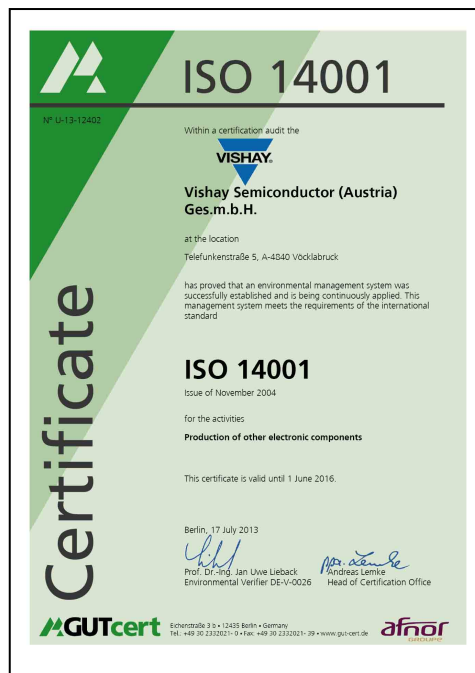 ISO 14001
N° U-13-12402
Within a certification audit the
VISHAY.
Vishay Semiconductor (Austria)
Ges.m.b.H.
at the location
Telefunkenstraße 5, A-4840 Vöcklabruck
has proved that an environmental management system was
successfully established and is being continuously applied. This
management system meets the requirements of the international
standard
ISO 14001
Issue of November 2004
for the activities
Production of other electronic components
This certificate is valid until 1 June 2016.
Certificate
Berlin, 17 July 2013
Prof. Dr.-Ing. Jan Uwe Lieback
Environmental Verifier DE-V-0026
ppa. Lemke
Andreas Lemke
Head of Certification Office
GUTcert
Eichenstraße 3 b • 12435 Berlin • Germany
Tel.: +49 30 2332021- 0 • Fax: +49 30 2332021- 39 • www.gut-cert.de
afnor
GROUPE